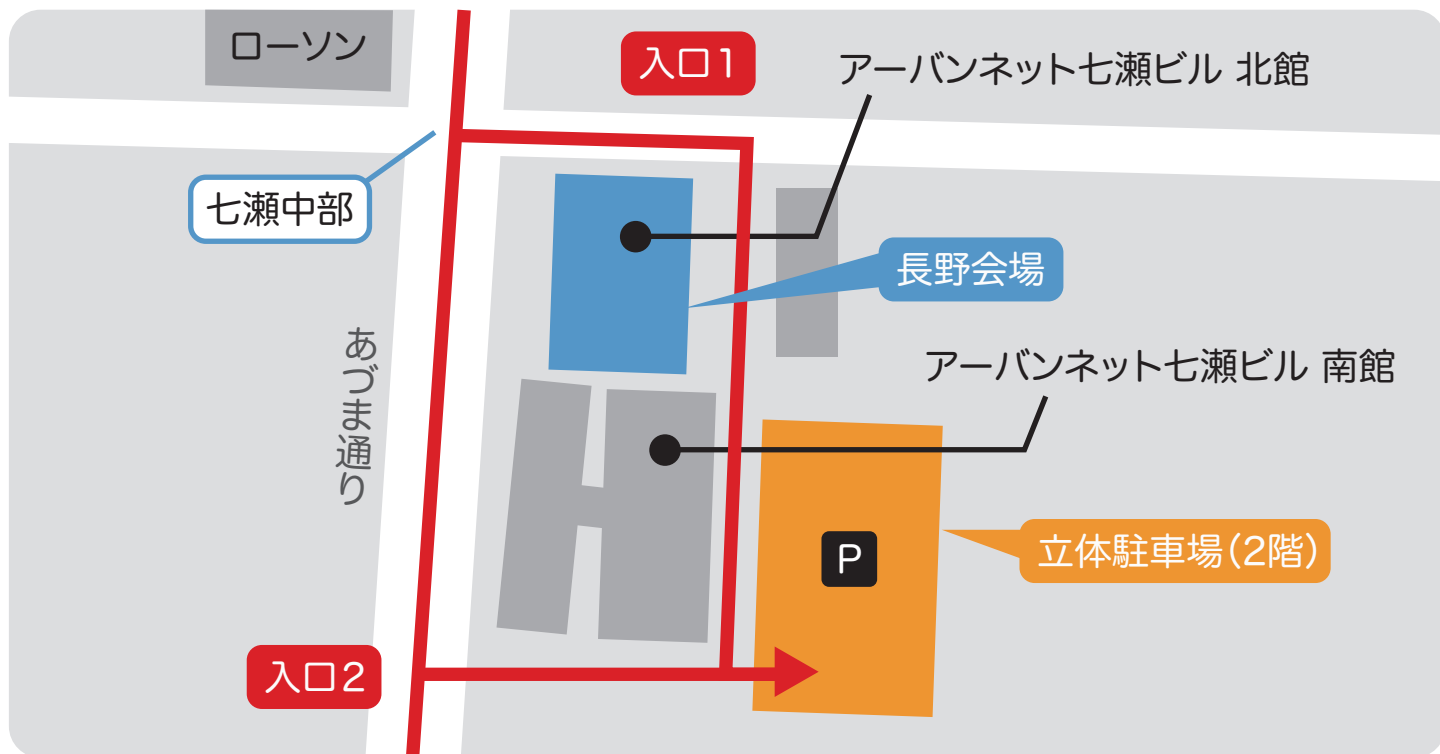 ローソン
入口1
アーバンネット七瀬ビル 北館
七瀬中部
長野会場
あづま通り
アーバンネット七瀬ビル 南館
P
立体駐車場(2階)
入口2